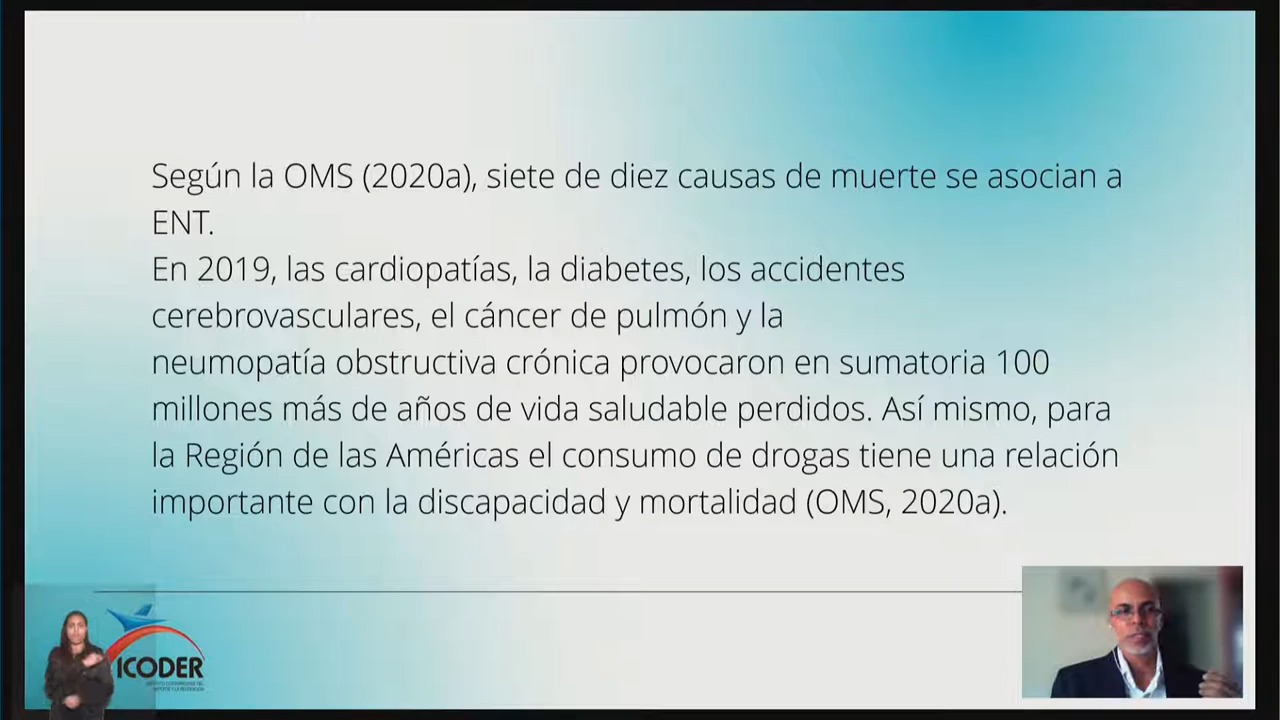 Según la OMS (2020a), siete de diez causas de muerte se asocian a
ENT.
En 2019, las cardiopatías, la diabetes, los accidentes
cerebrovasculares, el cáncer de pulmón y la
neumopatía obstructiva crónica provocaron en sumatoria 100
millones más de años de vida saludable perdidos. Así mismo, para
la Región de las Américas el consumo de drogas tiene una relación
importante con la discapacidad y mortalidad (OMS, 2020a).
ICODER